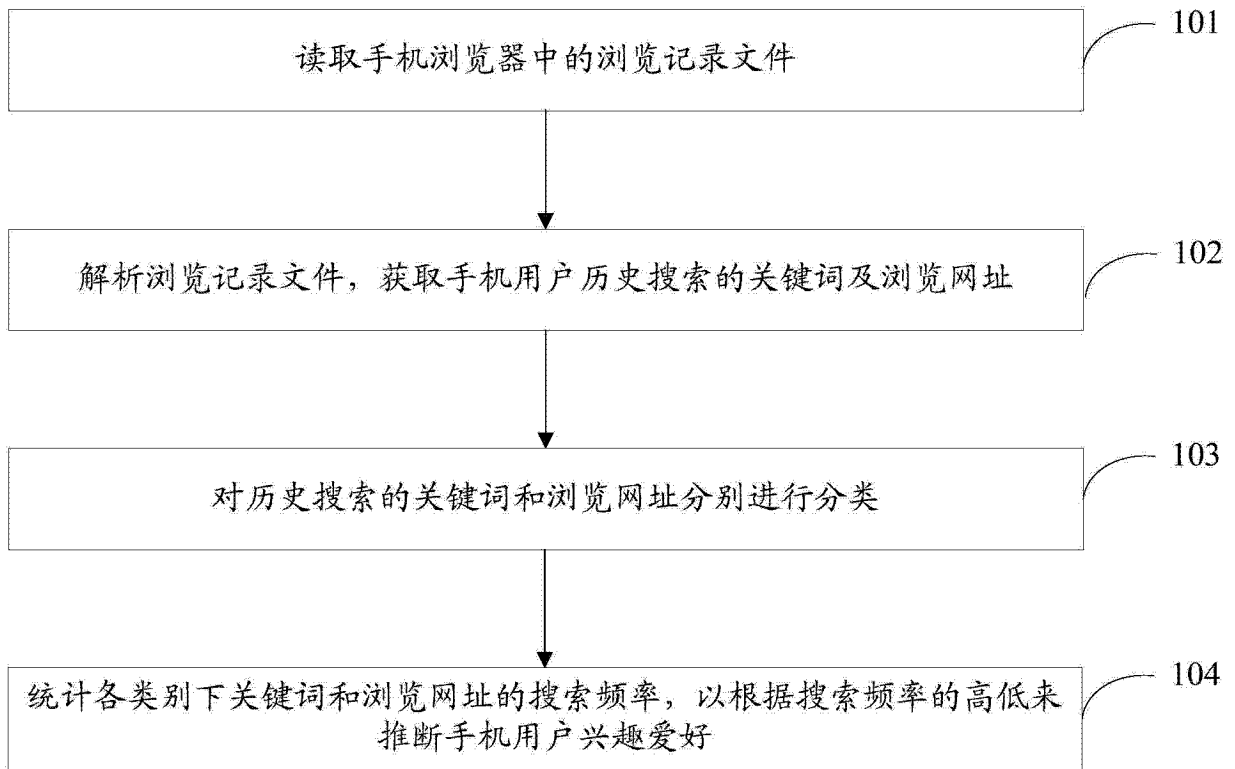 读取手机浏览器中的浏览记录文件
101
解析浏览记录文件，获取手机用户历史搜索的关键词及浏览网址
102
对历史搜索的关键词和浏览网址分别进行分类
103
统计各类别下关键词和浏览网址的搜索频率，以根据搜索频率的高低来
推断手机用户兴趣爱好
104